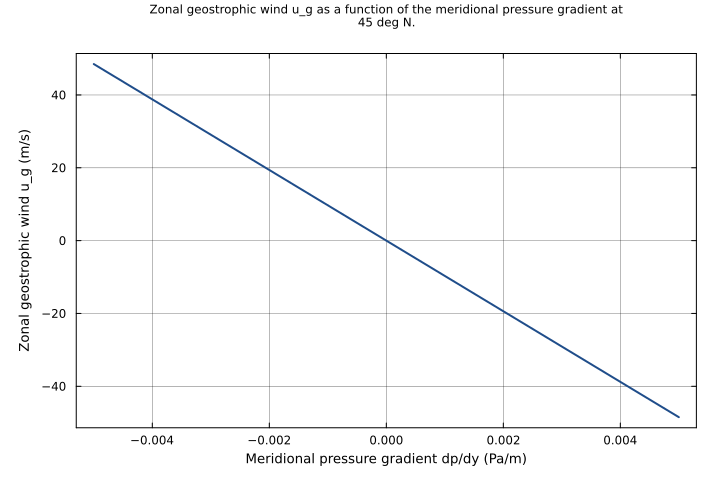 Zonal geostrophic wind u_g as a function of the meridional pressure gradient at
45 deg N.
Zonal geostrophic wind u_g (m/s)
40
20
0
−20
−40
−0.004
−0.002
0.000
0.002
0.004
Meridional pressure gradient dp/dy (Pa/m)